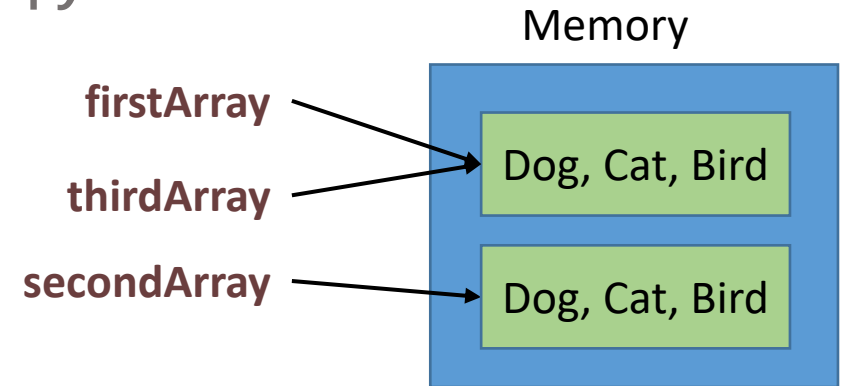 Memory
firstArray
Dog, Cat, Bird
thirdArray
secondArray
Dog, Cat, Bird